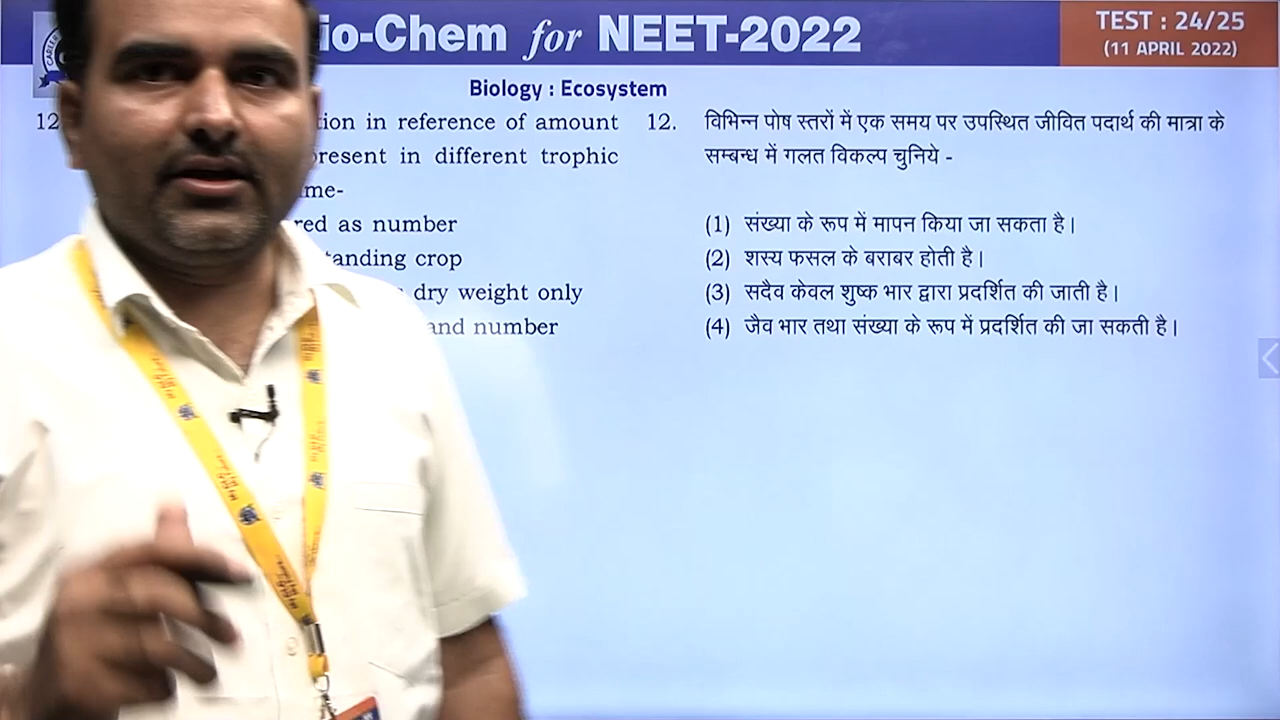 io-Chem for NEET-2022
TEST : 24/25
(11 APRIL 2022)
CAREER
Biology : Ecosystem
12
tion in reference of amount
present in different trophic
me-
red as number
tanding crop
dry weight only
and number
12. विभिन्न पोष स्तरों में एक समय पर उपस्थित जीवित पदार्थ की मात्रा के
सम्बन्ध में गलत विकल्प चुनिये -
(1) संख्या के रूप में मापन किया जा सकता है।
(2) शस्य फसल के बराबर होती है।
(3) सदैव केवल शुष्क भार द्वारा प्रदर्शित की जाती है।
(4) जैव भार तथा संख्या के रूप में प्रदर्शित की जा सकती है।